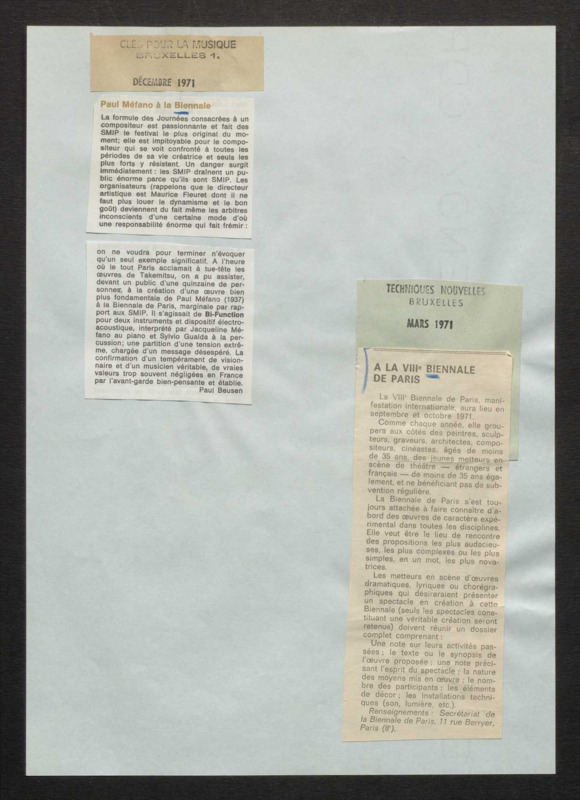 CLES POUR LA MUSIQUE
BRUXELLES 1.
DÉCEMBRE 1971
Paul Méfano à la Biennale
La formule des Journées consacrées à un
compositeur est passionnante et fait des
SMIP le festival le plus original du mo-
ment; elle est impitoyable pour le compo-
siteur qui se voit confronté à toutes les
périodes de sa vie créatrice et seuls les
plus forts y résistent. Un danger surgit
immédiatement : les SMIP draînent un pu-
blic énorme parce qu'ils sont SMIP. Les
organisateurs (rappelons que le directeur
artistique est Maurice Fleuret dont il ne
faut plus louer le dynamisme et le bon
goût) deviennent du fait même les arbitres
inconscients d'une certaine mode d'où
une responsabilité énorme qui fait frémir :
on ne voudra pour terminer n'évoquer
qu'un seul exemple significatif. A l'heure
où le tout Paris acclamait à tue-tête les
œuvres de Takemitsu, on a pu assister,
devant un public d'une quinzaine de per-
sonnes, à la création d'une œuvre bien
plus fondamentale de Paul Méfano (1937)
à la Biennale de Paris, marginale par rap-
port aux SMIP. Il s'agissait de Bi-Function
pour deux instruments et dispositif électro-
acoustique, interprété par Jacqueline Mé-
fano au piano et Sylvio Gualda à la per-
cussion; une partition d'une tension extrê-
me, chargée d'un message désespéré. La
confirmation d'un tempérament de vision-
naire et d'un musicien véritable, de vraies
valeurs trop souvent négligées en France
par l'avant-garde bien-pensante et établie.
Paul Beusen
TECHNIQUES NOUVELLES
BRUXELLES
MARS 1971
A LA VIIIe BIENNALE
DE PARIS
La VIIIe Biennale de Paris, mani-
festation internationale, aura lieu en
septembre et octobre 1971.
Comme chaque année, elle grou-
pera aux côtés des peintres, sculp-
teurs, graveurs, architectes, compo-
siteurs, cinéastes, âgés de moins
de 35 ans, des jeunes metteurs en
scène de théâtre — étrangers et
français — de moins de 35 ans éga-
lement, et ne bénéficiant pas de sub-
vention régulière.
La Biennale de Paris s'est tou-
jours attachée à faire connaître d'a-
bord des œuvres de caractère expé-
rimental dans toutes les disciplines.
Elle veut être le lieu de rencontre
des propositions les plus audacieu-
ses, les plus complexes ou les plus
simples, en un mot, les plus nova-
trices.
Les metteurs en scène d'œuvres
dramatiques, lyriques ou chorégra-
phiques qui désireraient présenter
un spectacle en création à cette
Biennale (seuls les spectacles cons-
tituant une véritable création seront
retenus) doivent réunir un dossier
complet comprenant :
Une note sur leurs activités pas-
sées ; le texte ou le synopsis de
l'œuvre proposée ; une note préci-
sant l'esprit du spectacle ; la nature
des moyens mis en œuvre ; le nom-
bre des participants ; les éléments
de décor ; les installations techni-
ques (son, lumière, etc.).
Renseignements : Secrétariat de
la Biennale de Paris, 11 rue Berryer,
Paris (8e).